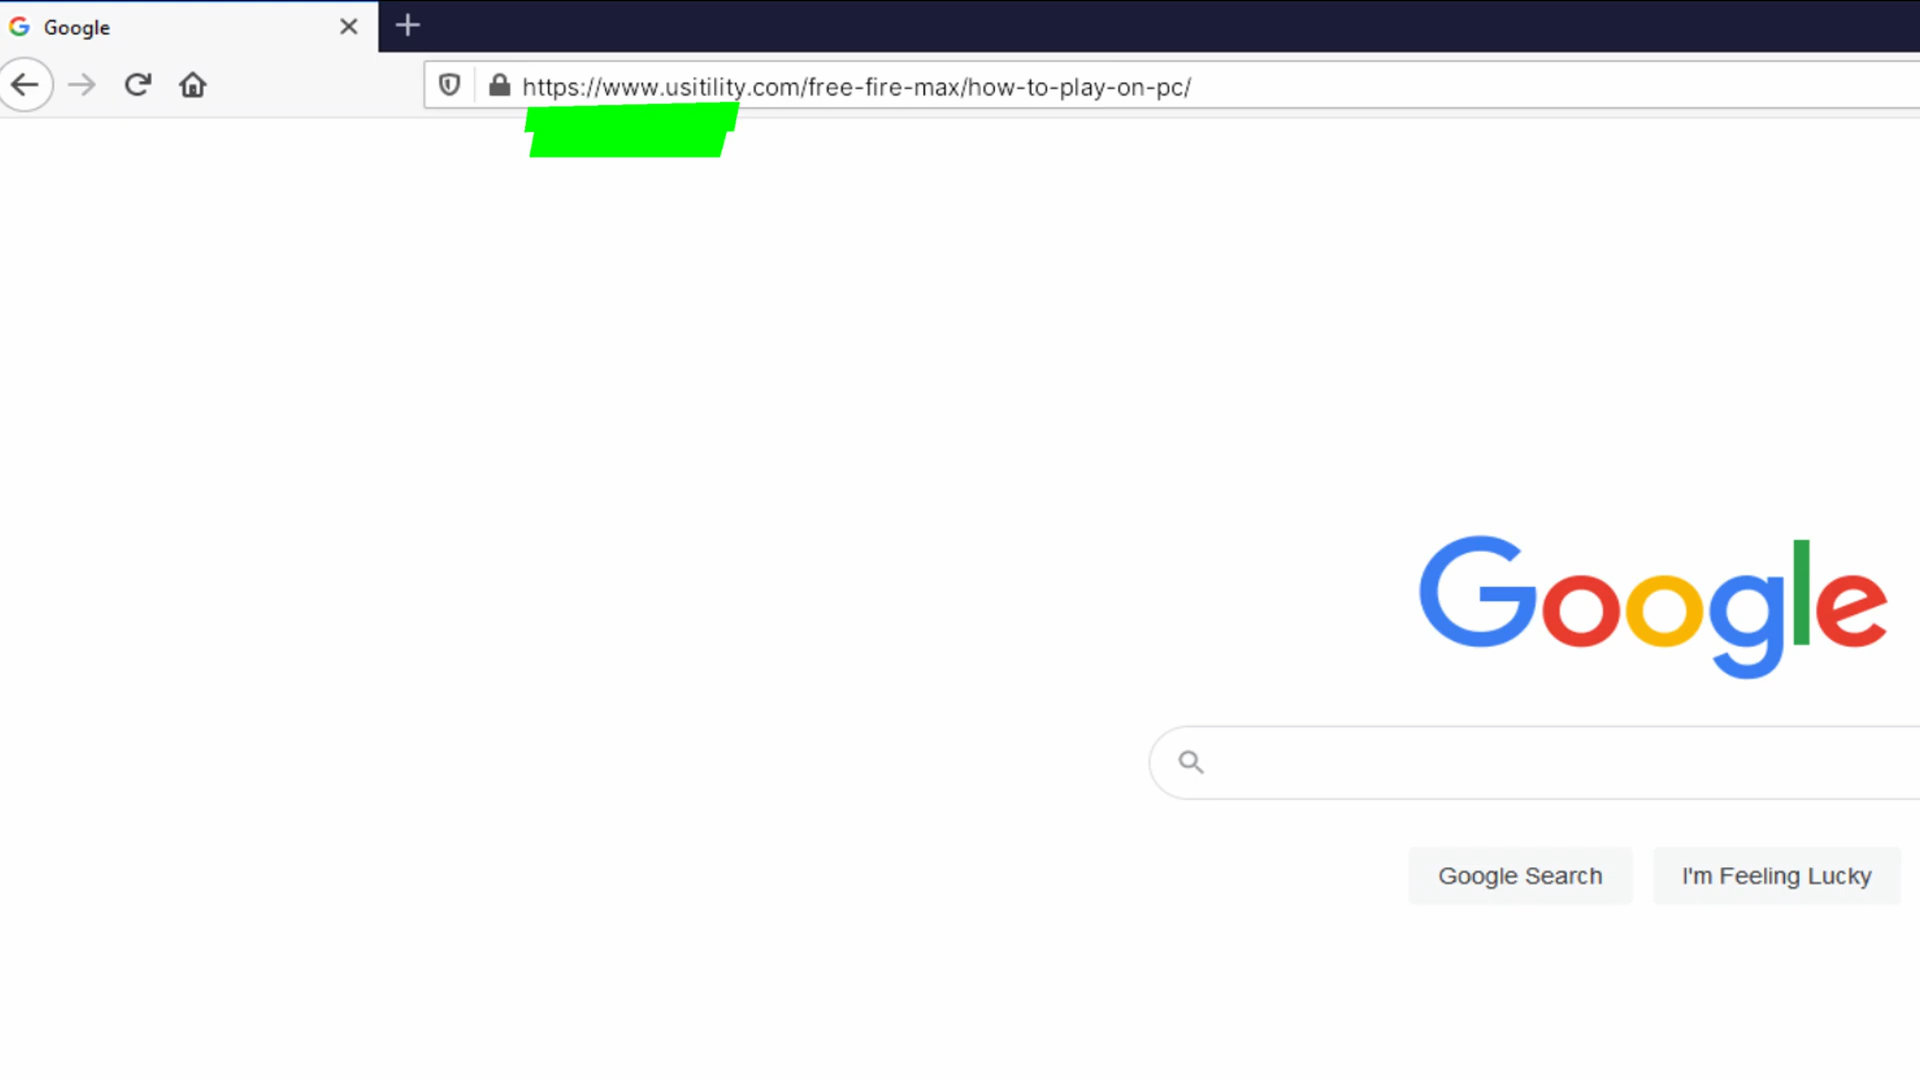 Google
https://www.usitility.com/free-fire-max/how-to-play-on-pc/
Google
Google Search
I'm Feeling Lucky